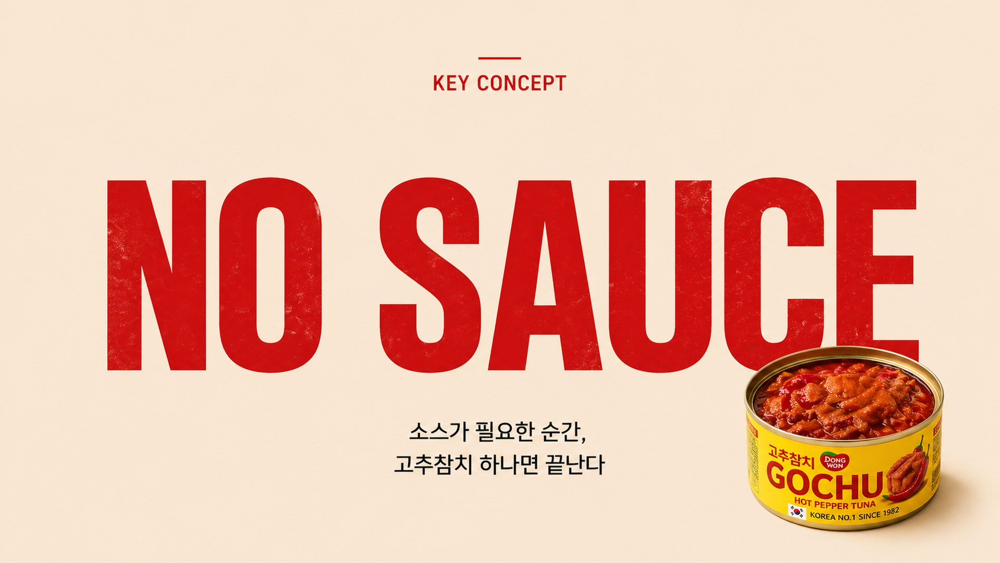 KEY CONCEPT
NO SAUCE
소스가 필요한 순간,
고추참치 하나면 끝난다
고추참치
DONG
WON
GOCHU
HOT PEPPER TUNA
KOREA NO.1 SINCE 1982